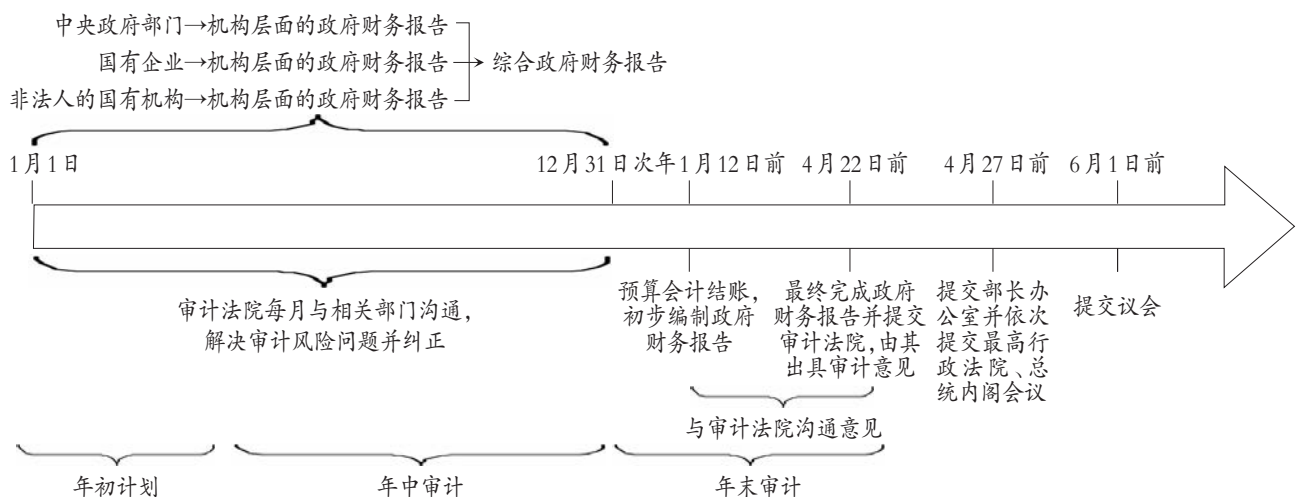 中央政府部门→机构层面的政府财务报告
国有企业→机构层面的政府财务报告→综合政府财务报告
非法人的国有机构→机构层面的政府财务报告
1月1日
12月31日
次年1月12日前
4月22日前
4月27日前
6月1日前
审计法院每月与相关部门沟通，
解决审计风险问题并纠正
预算会计结账，
初步编制政府
财务报告
最终完成政府
财务报告并提交
审计法院，由其
出具审计意见
提交部长办
公室并依次
提交最高行
政法院、总
统内阁会议
提交议会
与审计法院沟通意见
年初计划
年中审计
年末审计